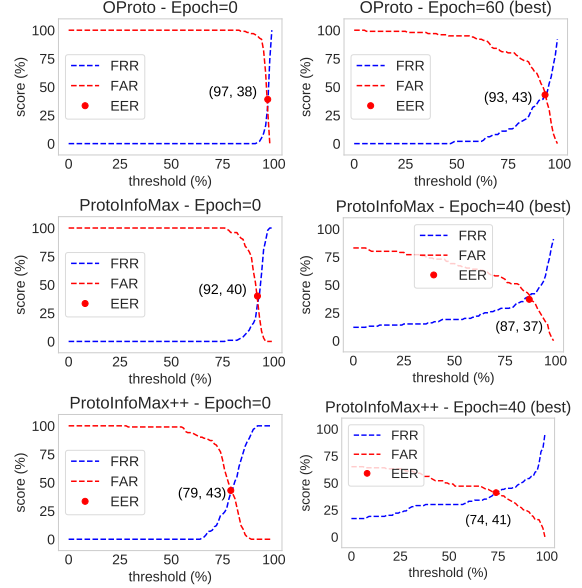 OProto - Epoch=0
score (%)
100
75
50
25
0
FRR
FAR
EER
(97, 38)
0 25 50 75 100
threshold (%)
OProto - Epoch=60 (best)
score (%)
100
75
50
25
0
FRR
FAR
EER
(93, 43)
0 25 50 75 100
threshold (%)
ProtoInfoMax - Epoch=0
score (%)
100
75
50
25
0
FRR
FAR
EER
(92, 40)
0 25 50 75 100
threshold (%)
ProtoInfoMax - Epoch=40 (best)
score (%)
100
75
50
25
0
FRR
FAR
EER
(87, 37)
0 25 50 75 100
threshold (%)
ProtoInfoMax++ - Epoch=0
score (%)
100
75
50
25
0
FRR
FAR
EER
(79, 43)
0 25 50 75 100
threshold (%)
ProtoInfoMax++ - Epoch=40 (best)
score (%)
100
75
50
25
0
FRR
FAR
EER
(74, 41)
0 25 50 75 100
threshold (%)